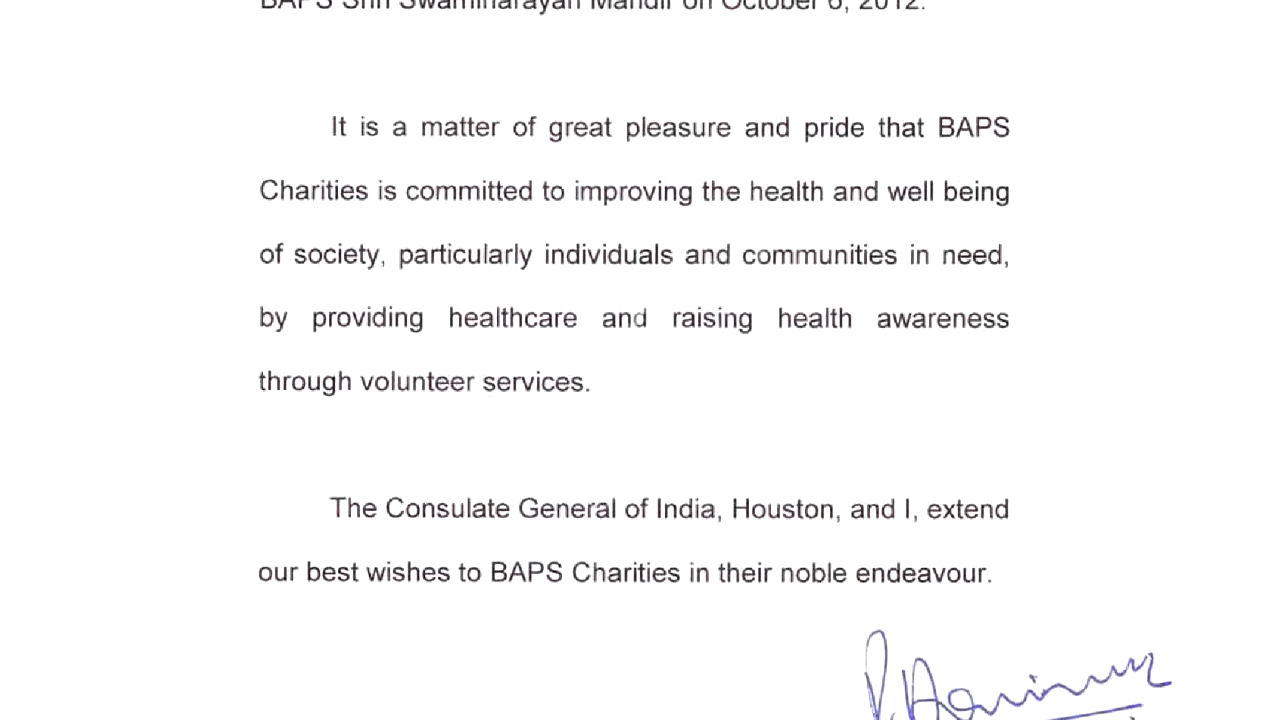 BAPS Shri Swaminarayan Mandir on October 6, 2012.
It is a matter of great pleasure and pride that BAPS
Charities is committed to improving the health and well being
of society, particularly individuals and communities in need,
by providing healthcare and raising health awareness
through volunteer services.
The Consulate General of India, Houston, and I, extend
our best wishes to BAPS Charities in their noble endeavour.